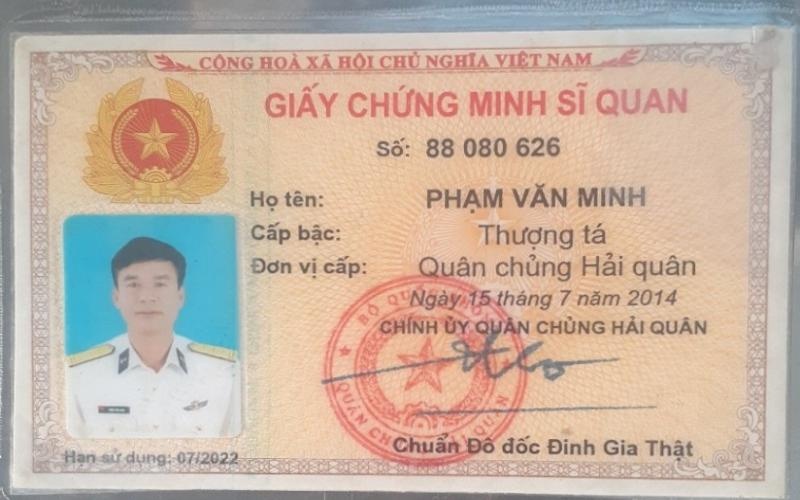 CỘNG HOÀ XÃ HỘI CHỦ NGHĨA VIỆT NAM
GIẤY CHỨNG MINH SĨ QUAN
Số: 88 080 626
Họ tên: PHẠM VĂN MINH
Cấp bậc: Thượng tá
Đơn vị cấp: Quân chủng Hải quân
Ngày 15 tháng 7 năm 2014
CHÍNH ỦY QUÂN CHỦNG HẢI QUÂN
Chuẩn Đô đốc Đinh Gia Thật
Hạn sử dụng: 07/2022